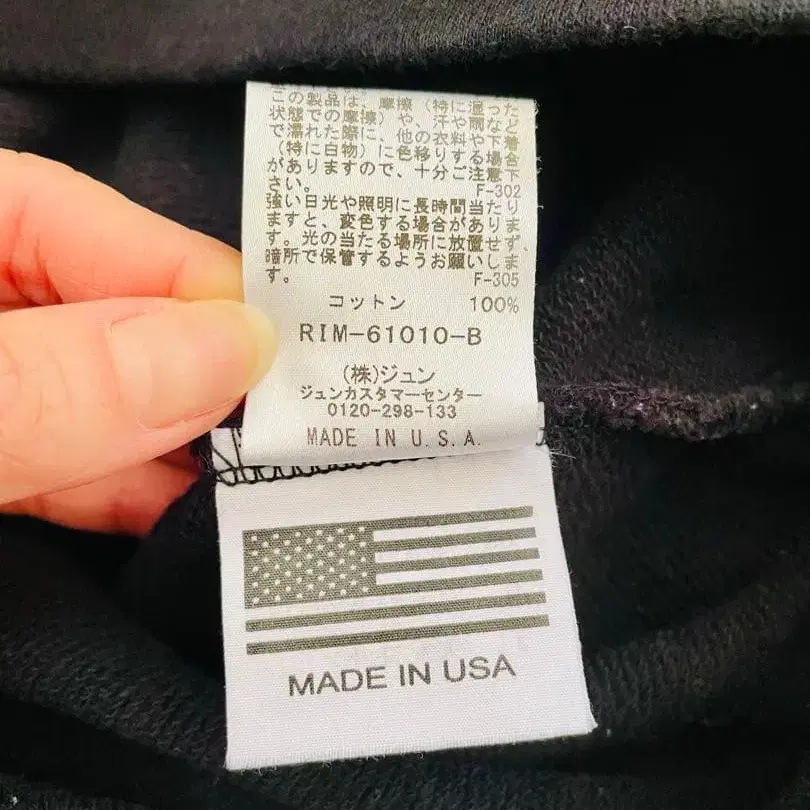 この製品は、摩擦（特に湿った
状態での摩擦）や、汗や雨など
で濡れた際に、他の衣料や下着
（特に白物）に色移りする場合
がありますので、十分ご注意下
さい。 F-302
強い日光や照明に長時間当たり
ますと、変色する場合がありま
す。光の当たる場所に放置せず、
暗所で保管するようお願いしま
す。 F-305
コットン 100%
RIM-61010-B
(株)ジュン
ジュンカスタマーセンター
0120-298-133
MADE IN U.S.A.
MADE IN USA